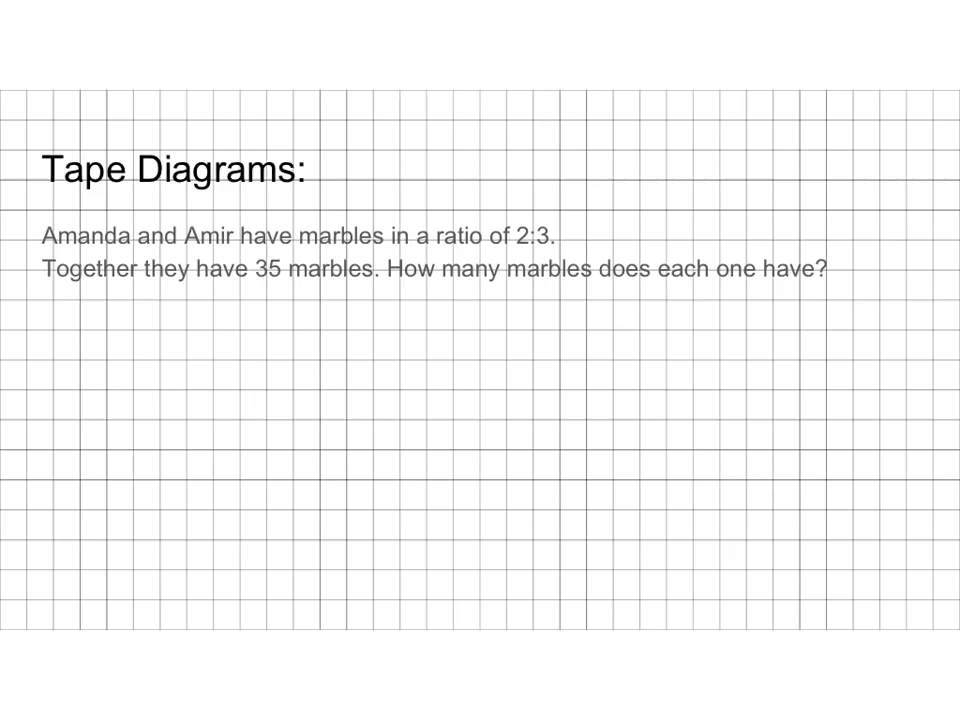 Tape Diagrams:
Amanda and Amir have marbles in a ratio of 2:3.
Together they have 35 marbles. How many marbles does each one have?